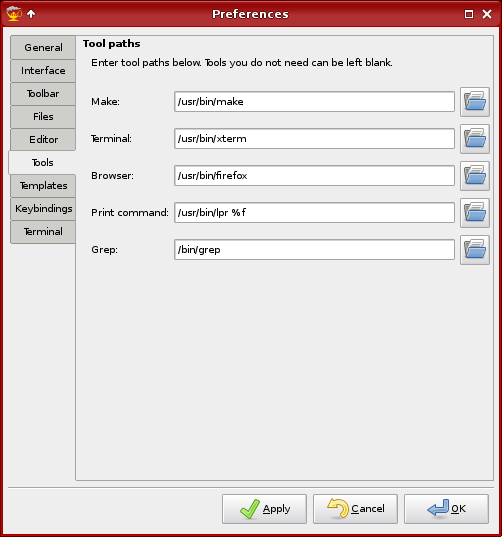 Preferences
General
Interface
Toolbar
Files
Editor
Tools
Templates
Keybindings
Terminal
Tool paths
Enter tool paths below. Tools you do not need can be left blank.
Make: /usr/bin/make
Terminal: /usr/bin/xterm
Browser: /usr/bin/firefox
Print command: /usr/bin/lpr %f
Grep: /bin/grep
Apply Cancel OK